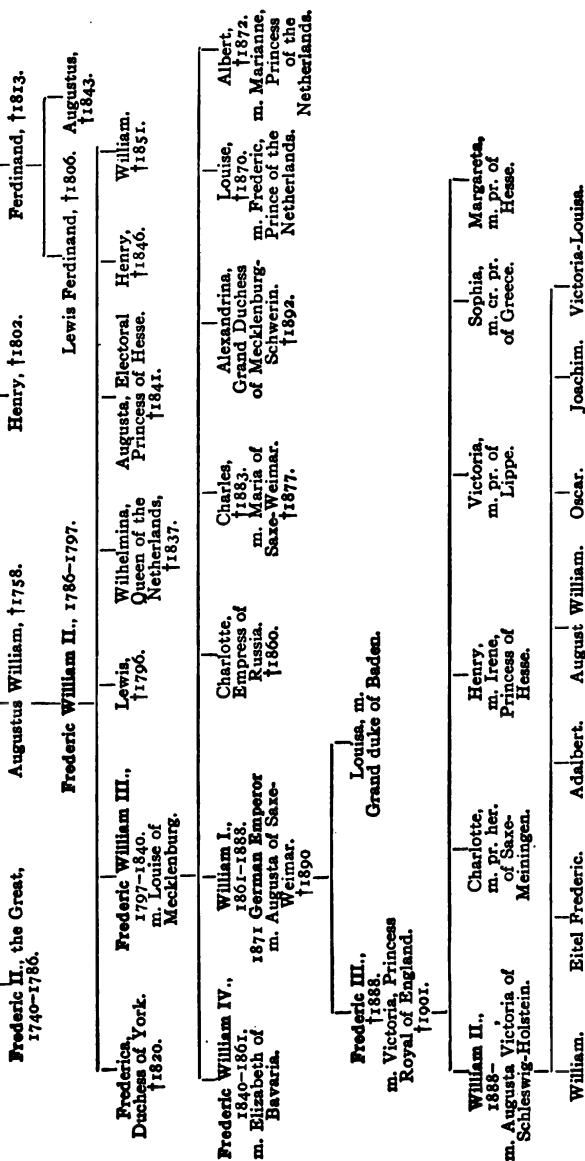 Frederic II., the Great,
1740–1786.
Augustus William, †1758.
Henry, †1802.
Ferdinand, †1813.
Frederic William II., 1786–1797.
Lewis Ferdinand, †1806.
Augustus,
†1843.
Frederica,
Duchess of York.
†1820.
Frederic William III.,
1797–1840.
m. Louise of
Mecklenburg.
Lewis,
†1796.
Wilhelmina,
Queen of the
Netherlands,
†1837.
Augusta, Electoral
Princess of Hesse.
†1841.
Henry,
†1846.
William.
†1851.
Frederic William IV.,
1840–1861.
m. Elizabeth of
Bavaria.
William I.,
1861–1888.
1871 German Emperor
m. Augusta of Saxe-
Weimar.
†1890
Charlotte,
Empress of
Russia.
†1860.
Charles,
†1883.
m. Maria of
Saxe-Weimar.
†1877.
Alexandrina,
Grand Duchess
of Mecklenburg-
Schwerin.
†1892.
Louise,
†1870.
m. Frederic,
Prince of the
Netherlands.
Albert,
†1872.
m. Marianne,
Princess
of the
Netherlands.
Frederic III.,
†1888.
m. Victoria, Princess
Royal of England.
†1901.
Louisa, m.
Grand duke of Baden.
William II.,
1888–
m. Augusta Victoria of
Schleswig-Holstein.
Charlotte,
m. pr. her.
of Saxe-
Meiningen.
Henry,
m. Irene,
Princess of
Hesse.
Victoria,
m. pr. of
Lippe.
Sophia,
m. cr. pr.
of Greece.
Margareta,
m. pr. of
Hesse.
William.
Eitel Frederic.
Adalbert.
August William.
Oscar.
Joachim.
Victoria-Louisa.